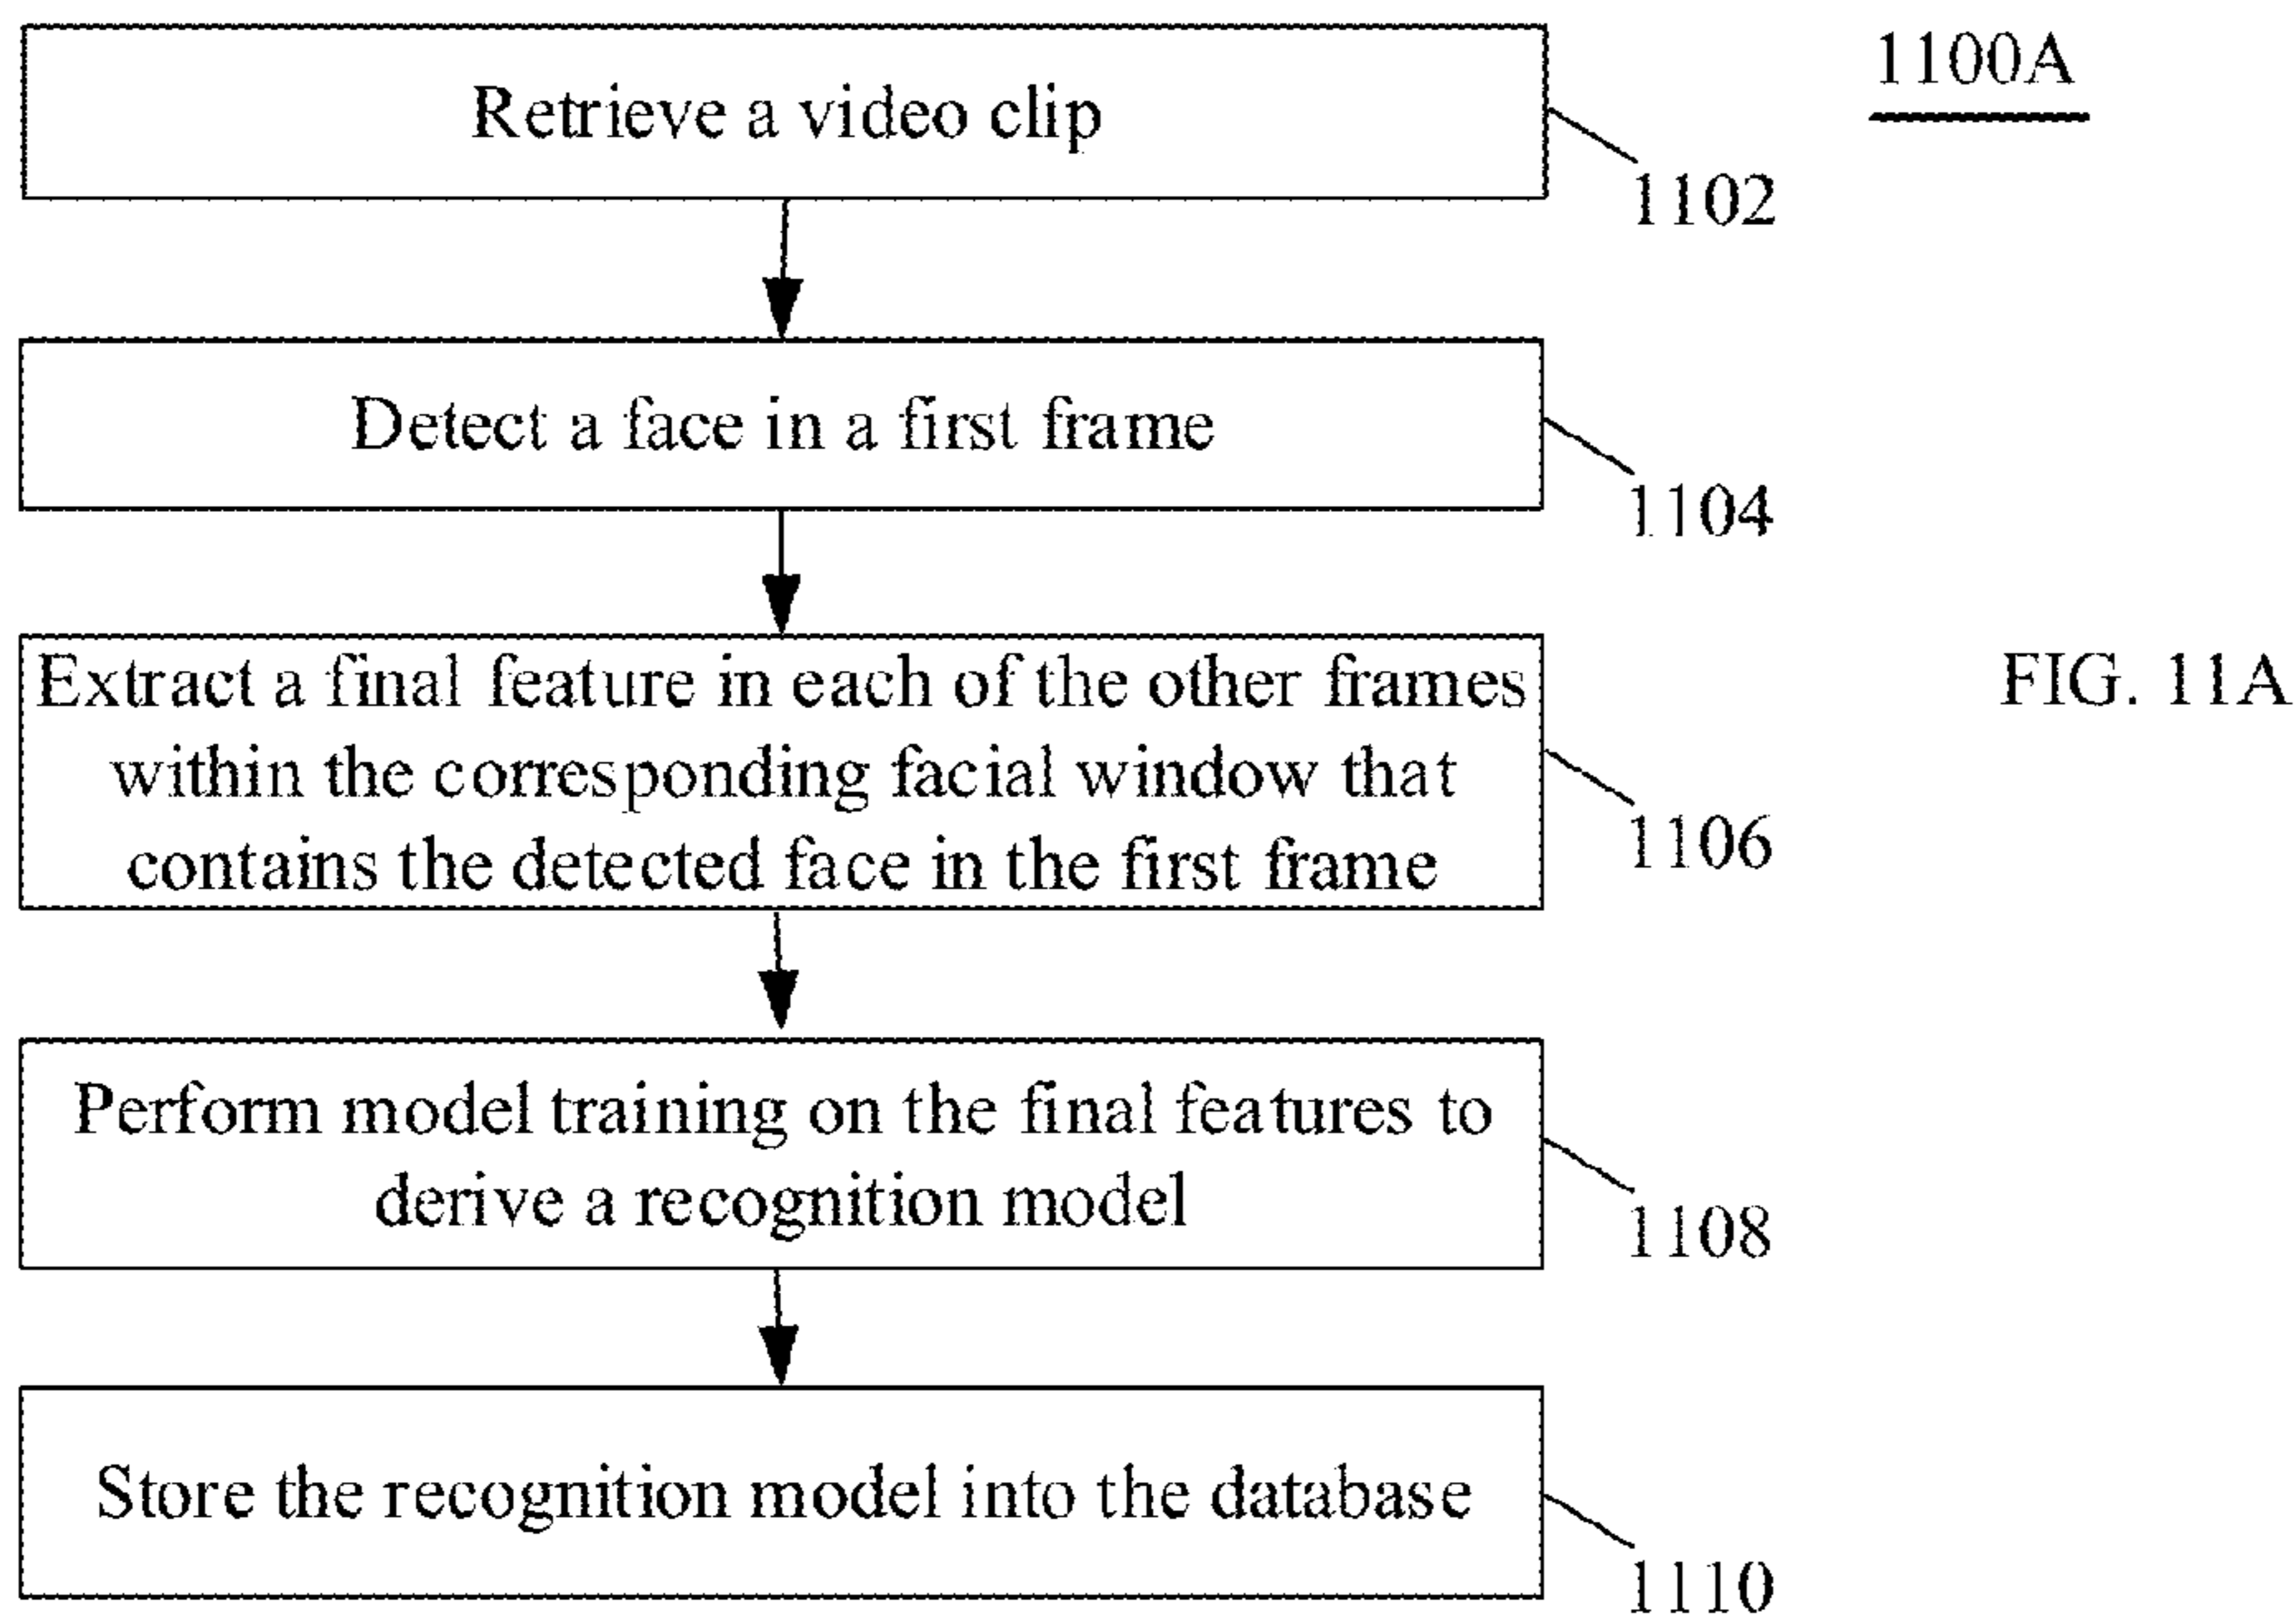 1100A
Retrieve a video clip
1102
Detect a face in a first frame
1104
Extract a final feature in each of the other frames
within the corresponding facial window that
contains the detected face in the first frame
1106
FIG. 11A
Perform model training on the final features to
derive a recognition model
1108
Store the recognition model into the database
1110